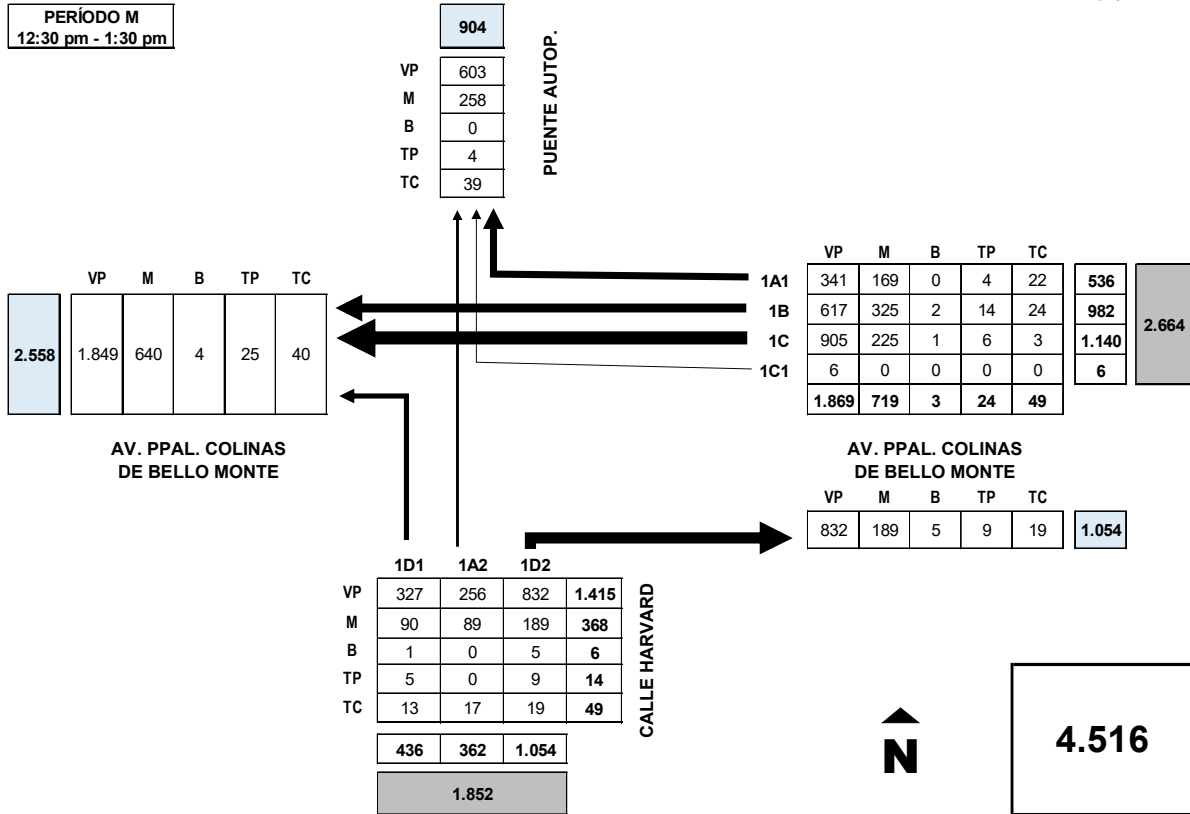 PERÍODO M
12:30 pm - 1:30 pm
904
VP 603
M 258
B 0
TP 4
TC 39
PUENTE AUTOP.
VP M B TP TC
2.558 1.849 640 4 25 40
AV. PPAL. COLINAS
DE BELLO MONTE
VP M B TP TC
1A1 341 169 0 4 22 536
1B 617 325 2 14 24 982
1C 905 225 1 6 3 1.140
1C1 6 0 0 0 0 6
1.869 719 3 24 49
2.664
AV. PPAL. COLINAS
DE BELLO MONTE
VP M B TP TC
832 189 5 9 19 1.054
1D1 1A2 1D2
VP 327 256 832 1.415
M 90 89 189 368
B 1 0 5 6
TP 5 0 9 14
TC 13 17 19 49
436 362 1.054
1.852
CALLE HARVARD
N
4.516